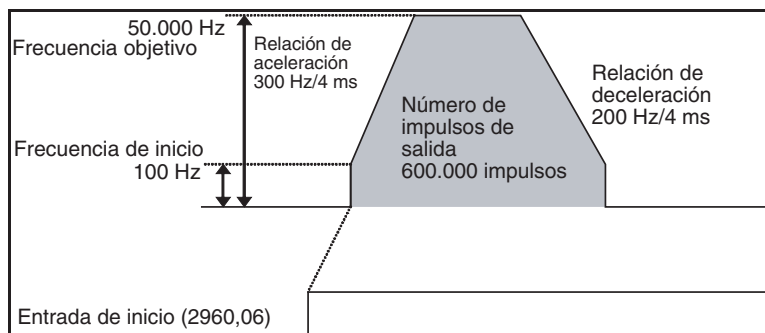 50.000 Hz
Frecuencia objetivo
Relación de
aceleración
300 Hz/4 ms
Relación de
deceleración
200 Hz/4 ms
Número de
impulsos de
salida
600.000 impulsos
Frecuencia de inicio
100 Hz
Entrada de inicio (2960,06)